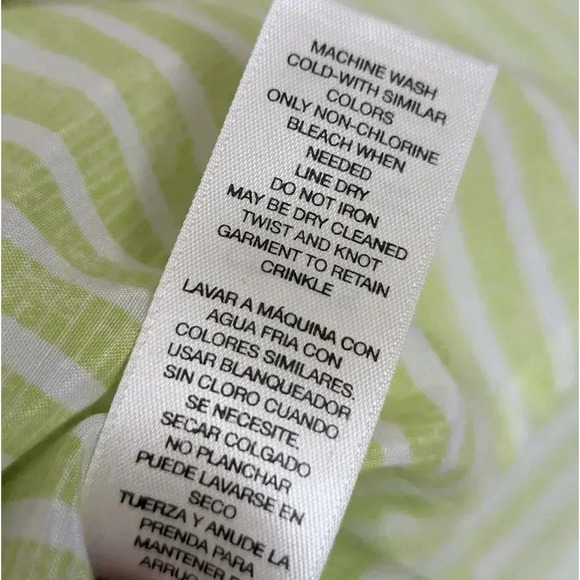 MACHINE WASH
COLD-WITH SIMILAR
COLORS
ONLY NON-CHLORINE
BLEACH WHEN
NEEDED
LINE DRY
DO NOT IRON
MAY BE DRY CLEANED
TWIST AND KNOT
GARMENT TO RETAIN
CRINKLE
LAVAR A MÁQUINA CON
AGUA FRIA CON
COLORES SIMILARES.
USAR BLANQUEADOR
SIN CLORO CUANDO
SE NECESITE.
SECAR COLGADO
NO PLANCHAR
PUEDE LAVARSE EN
SECO
TUERZA Y ANUDE LA
PRENDA PARA
MANTENER